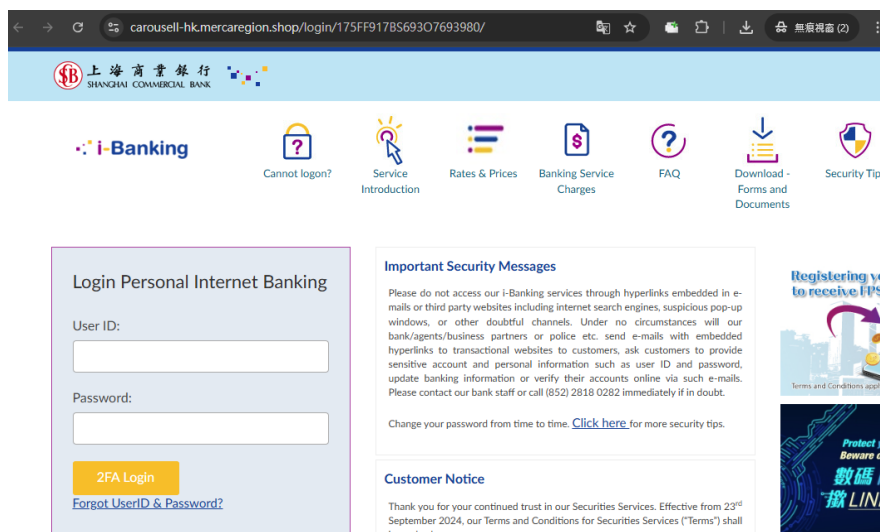 carousell-hk.mercaregion.shop/login/175FF917BS693O7693980/
無痕視窗 (2)
上海商業銀行
SHANGHAI COMMERCIAL BANK
i-Banking
Cannot logon?
Service
Introduction
Rates & Prices
Banking Service
Charges
FAQ
Download -
Forms and
Documents
Security Tip
Login Personal Internet Banking
User ID:
Password:
2FA Login
Forgot UserID & Password?
Important Security Messages
Please do not access our i-Banking services through hyperlinks embedded in e-
mails or third party websites including internet search engines, suspicious pop-up
windows, or other doubtful channels. Under no circumstances will our
bank/agents/business partners or police etc. send e-mails with embedded
hyperlinks to transactional websites to customers, ask customers to provide
sensitive account and personal information such as user ID and password,
update banking information or verify their accounts online via such e-mails.
Please contact our bank staff or call (852) 2818 0282 immediately if in doubt.
Change your password from time to time. Click here for more security tips.
Customer Notice
Thank you for your continued trust in our Securities Services. Effective from 23rd
September 2024, our Terms and Conditions for Securities Services ("Terms") shall
Registering
to receive FPS
Terms and Conditions
Protect
Beware
數碼
撳 LIN